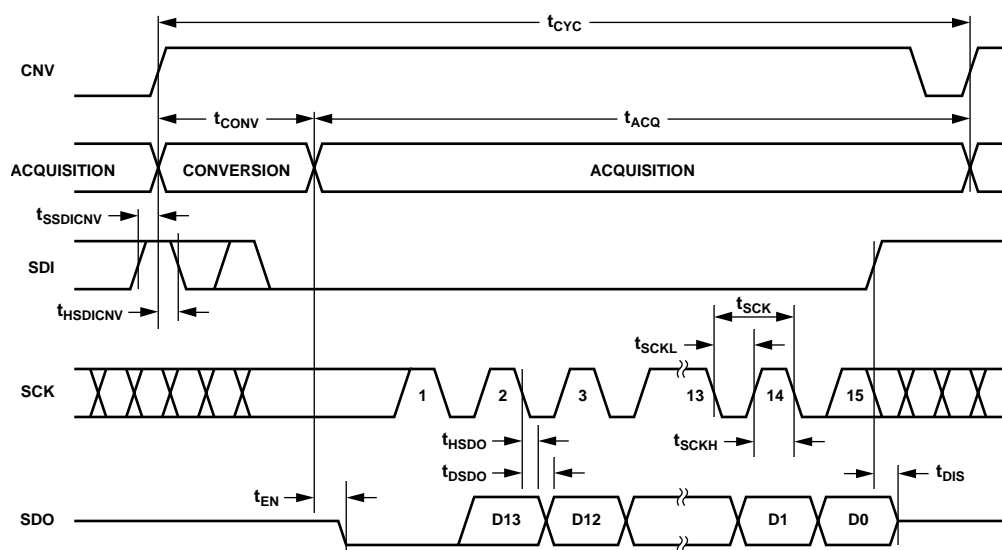 tCYC
CNV
tCONV
tACQ
ACQUISITION
CONVERSION
ACQUISITION
tSSDICNV
SDI
tHSDICNV
tSCK
tSCKL
SCK
1
2
3
13
14
15
tHSDO
tSCKH
tDSDO
tDIS
tEN
SDO
D13
D12
D1
D0